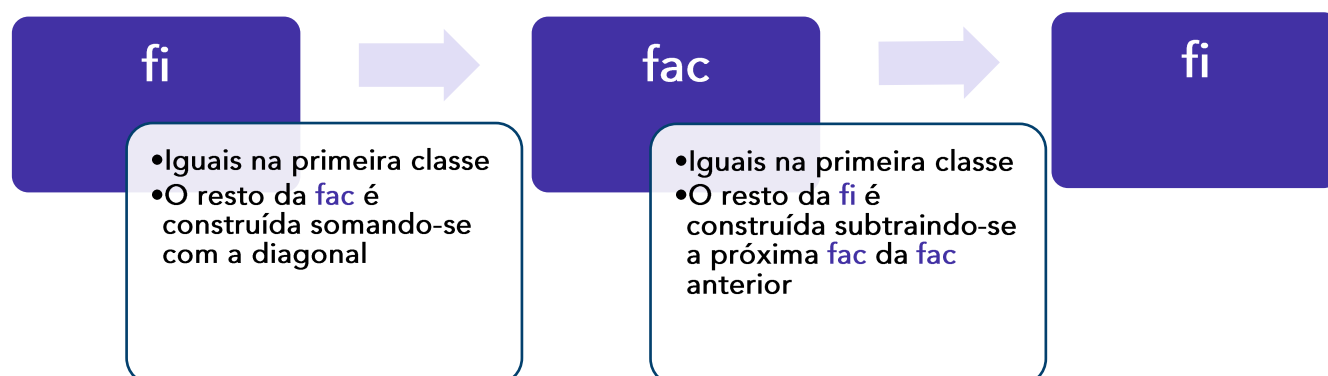 fi
•Iguais na primeira classe
•O resto da fac é
construída somando-se
com a diagonal
fac
•Iguais na primeira classe
•O resto da fi é
construída subtraindo-se
a próxima fac da fac
anterior
fi